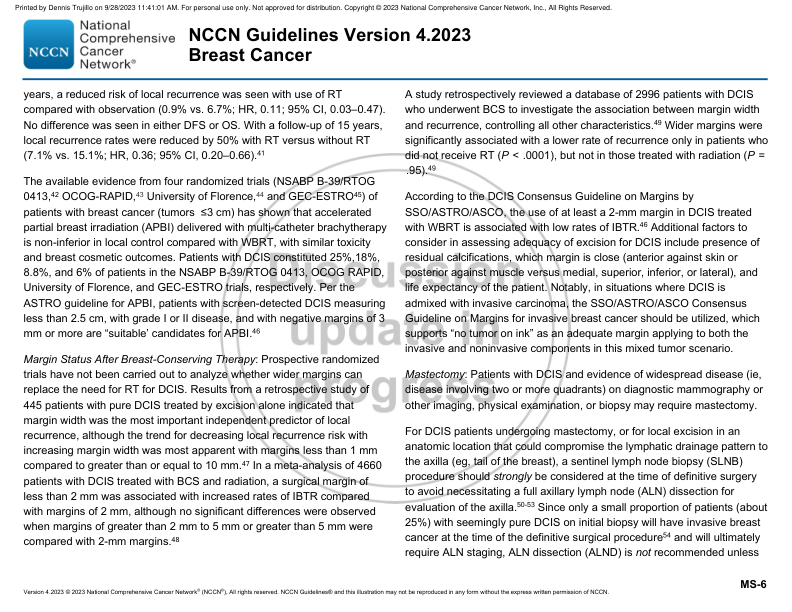 Printed by Dennis Trujillo on 9/28/2023 11:41:01 AM. For personal use only. Not approved for distribution. Copyright © 2023 National Comprehensive Cancer Network, Inc., All Rights Reserved.
NCCN
National
Comprehensive
Cancer
Network®
NCCN Guidelines Version 4.2023
Breast Cancer
years, a reduced risk of local recurrence was seen with use of RT
compared with observation (0.9% vs. 6.7%; HR, 0.11; 95% CI, 0.03–0.47).
No difference was seen in either DFS or OS. With a follow-up of 15 years,
local recurrence rates were reduced by 50% with RT versus without RT
(7.1% vs. 15.1%; HR, 0.36; 95% CI, 0.20–0.66).41
The available evidence from four randomized trials (NSABP B-39/RTOG
0413,42 OCOG-RAPID,43 University of Florence,44 and GEC-ESTRO45) of
patients with breast cancer (tumors ≤3 cm) has shown that accelerated
partial breast irradiation (APBI) delivered with multi-catheter brachytherapy
is non-inferior in local control compared with WBRT, with similar toxicity
and breast cosmetic outcomes. Patients with DCIS constituted 25%,18%,
8.8%, and 6% of patients in the NSABP B-39/RTOG 0413, OCOG RAPID,
University of Florence, and GEC-ESTRO trials, respectively. Per the
ASTRO guideline for APBI, patients with screen-detected DCIS measuring
less than 2.5 cm, with grade I or II disease, and with negative margins of 3
mm or more are “suitable’ candidates for APBI.46
Margin Status After Breast-Conserving Therapy: Prospective randomized
trials have not been carried out to analyze whether wider margins can
replace the need for RT for DCIS. Results from a retrospective study of
445 patients with pure DCIS treated by excision alone indicated that
margin width was the most important independent predictor of local
recurrence, although the trend for decreasing local recurrence risk with
increasing margin width was most apparent with margins less than 1 mm
compared to greater than or equal to 10 mm.47 In a meta-analysis of 4660
patients with DCIS treated with BCS and radiation, a surgical margin of
less than 2 mm was associated with increased rates of IBTR compared
with margins of 2 mm, although no significant differences were observed
when margins of greater than 2 mm to 5 mm or greater than 5 mm were
compared with 2-mm margins.48
A study retrospectively reviewed a database of 2996 patients with DCIS
who underwent BCS to investigate the association between margin width
and recurrence, controlling all other characteristics.49 Wider margins were
significantly associated with a lower rate of recurrence only in patients who
did not receive RT (P < .0001), but not in those treated with radiation (P =
.95).49
According to the DCIS Consensus Guideline on Margins by
SSO/ASTRO/ASCO, the use of at least a 2-mm margin in DCIS treated
with WBRT is associated with low rates of IBTR.46 Additional factors to
consider in assessing adequacy of excision for DCIS include presence of
residual calcifications, which margin is close (anterior against skin or
posterior against muscle versus medial, superior, inferior, or lateral), and
life expectancy of the patient. Notably, in situations where DCIS is
admixed with invasive carcinoma, the SSO/ASTRO/ASCO Consensus
Guideline on Margins for invasive breast cancer should be utilized, which
supports “no tumor on ink” as an adequate margin applying to both the
invasive and noninvasive components in this mixed tumor scenario.
Mastectomy: Patients with DCIS and evidence of widespread disease (ie,
disease involving two or more quadrants) on diagnostic mammography or
other imaging, physical examination, or biopsy may require mastectomy.
For DCIS patients undergoing mastectomy, or for local excision in an
anatomic location that could compromise the lymphatic drainage pattern to
the axilla (eg, tail of the breast), a sentinel lymph node biopsy (SLNB)
procedure should strongly be considered at the time of definitive surgery
to avoid necessitating a full axillary lymph node (ALN) dissection for
evaluation of the axilla.50-53 Since only a small proportion of patients (about
25%) with seemingly pure DCIS on initial biopsy will have invasive breast
cancer at the time of the definitive surgical procedure54 and will ultimately
require ALN staging, ALN dissection (ALND) is not recommended unless
Discussion
update in
progress
MS-6
Version 4.2023 © 2023 National Comprehensive Cancer Network® (NCCN®), All rights reserved. NCCN Guidelines® and this illustration may not be reproduced in any form without the express written permission of NCCN.